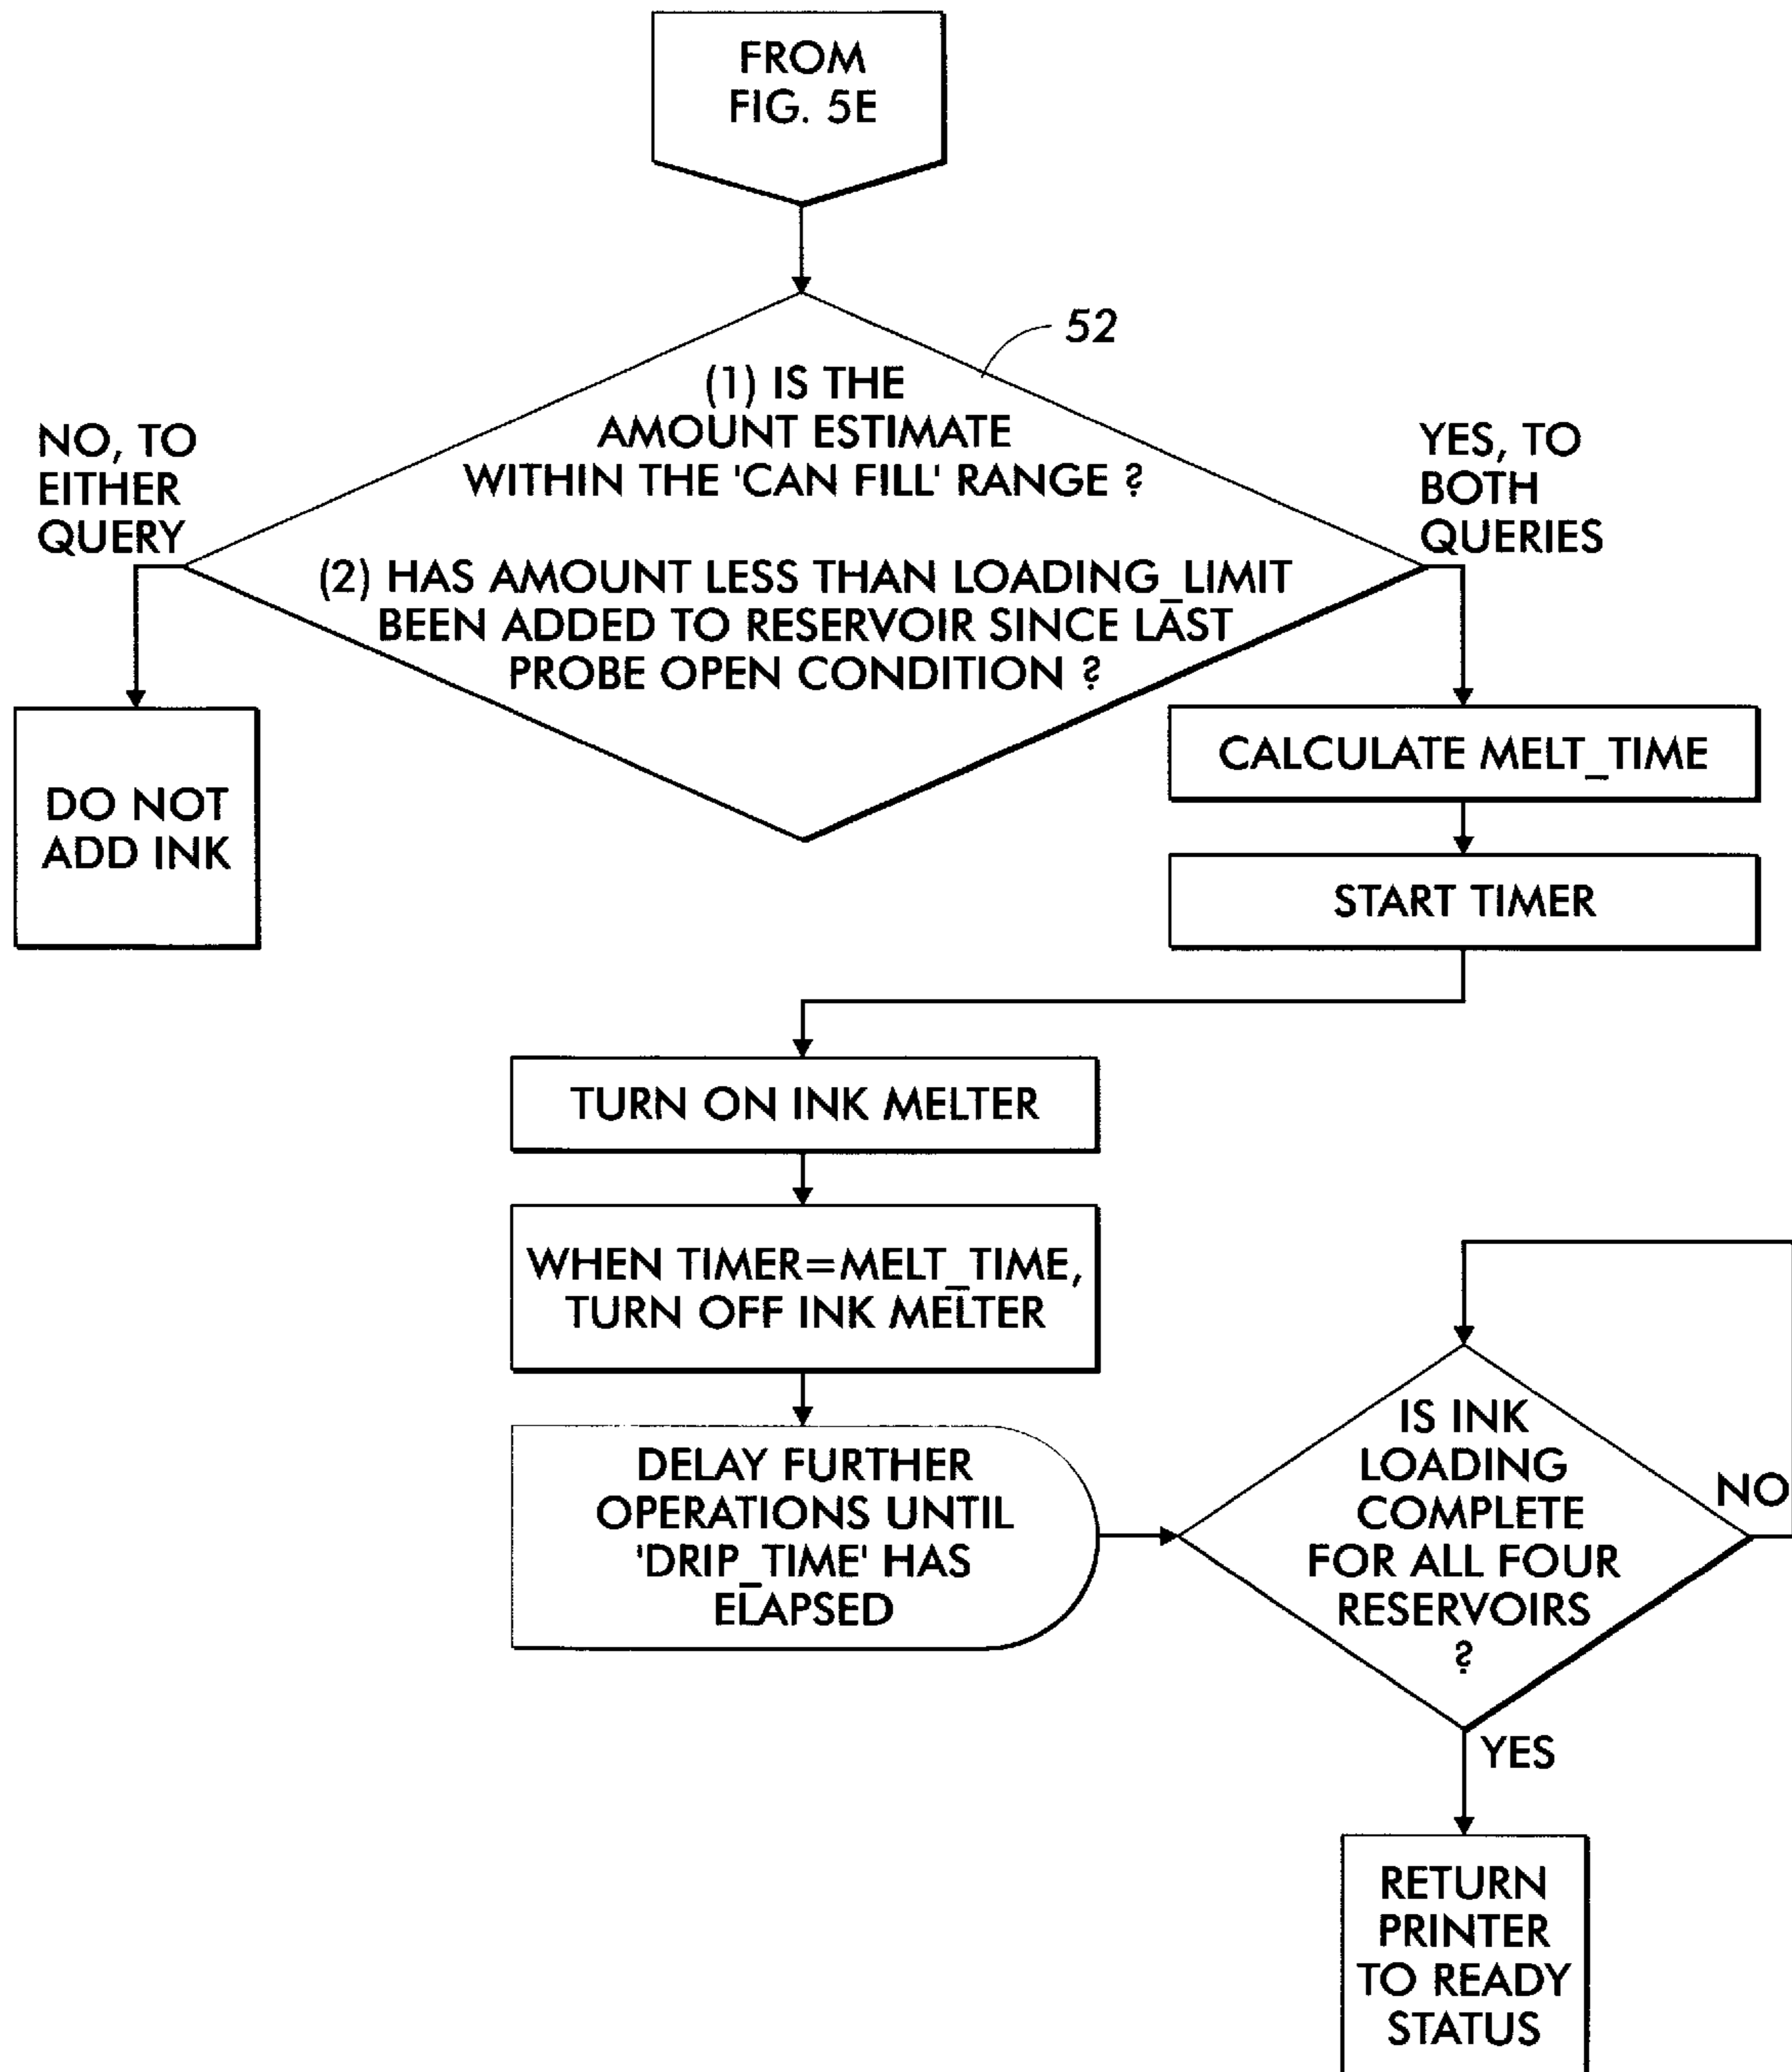 FROM
FIG. 5E
52
(1) IS THE
AMOUNT ESTIMATE
WITHIN THE 'CAN FILL' RANGE ?
(2) HAS AMOUNT LESS THAN LOADING_LIMIT
BEEN ADDED TO RESERVOIR SINCE LAST
PROBE OPEN CONDITION ?
NO, TO
EITHER
QUERY
YES, TO
BOTH
QUERIES
DO NOT
ADD INK
CALCULATE MELT_TIME
START TIMER
TURN ON INK MELTER
WHEN TIMER=MELT_TIME,
TURN OFF INK MELTER
DELAY FURTHER
OPERATIONS UNTIL
'DRIP_TIME' HAS
ELAPSED
IS INK
LOADING
COMPLETE
FOR ALL FOUR
RESERVOIRS
?
NO
YES
RETURN
PRINTER
TO READY
STATUS